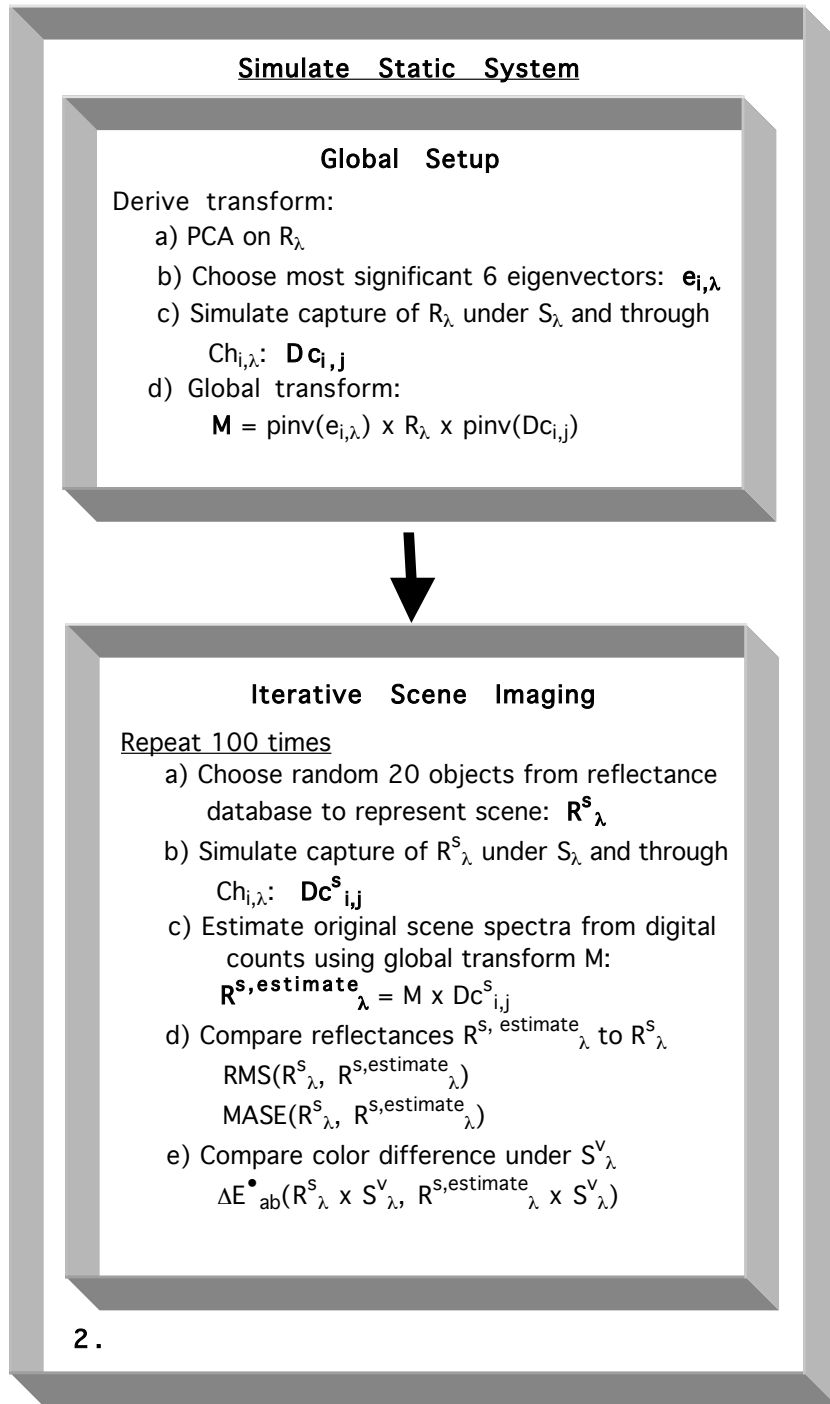 Simulate Static System
Global Setup
Derive transform:
a) PCA on Rλ
b) Choose most significant 6 eigenvectors: ei,λ
c) Simulate capture of Rλ under Sλ and through
Chi,λ: Dci,j
d) Global transform:
M = pinv(ei,λ) x Rλ x pinv(Dci,j)
Iterative Scene Imaging
Repeat 100 times
a) Choose random 20 objects from reflectance
database to represent scene: Rsλ
b) Simulate capture of Rsλ under Sλ and through
Chi,λ: Dcsi,j
c) Estimate original scene spectra from digital
counts using global transform M:
Rs,estimateλ = M x Dcsi,j
d) Compare reflectances Rs, estimateλ to Rsλ
RMS(Rsλ, Rs,estimateλ)
MASE(Rsλ, Rs,estimateλ)
e) Compare color difference under Svλ
ΔE•ab(Rsλ x Svλ, Rs,estimateλ x Svλ)
2.